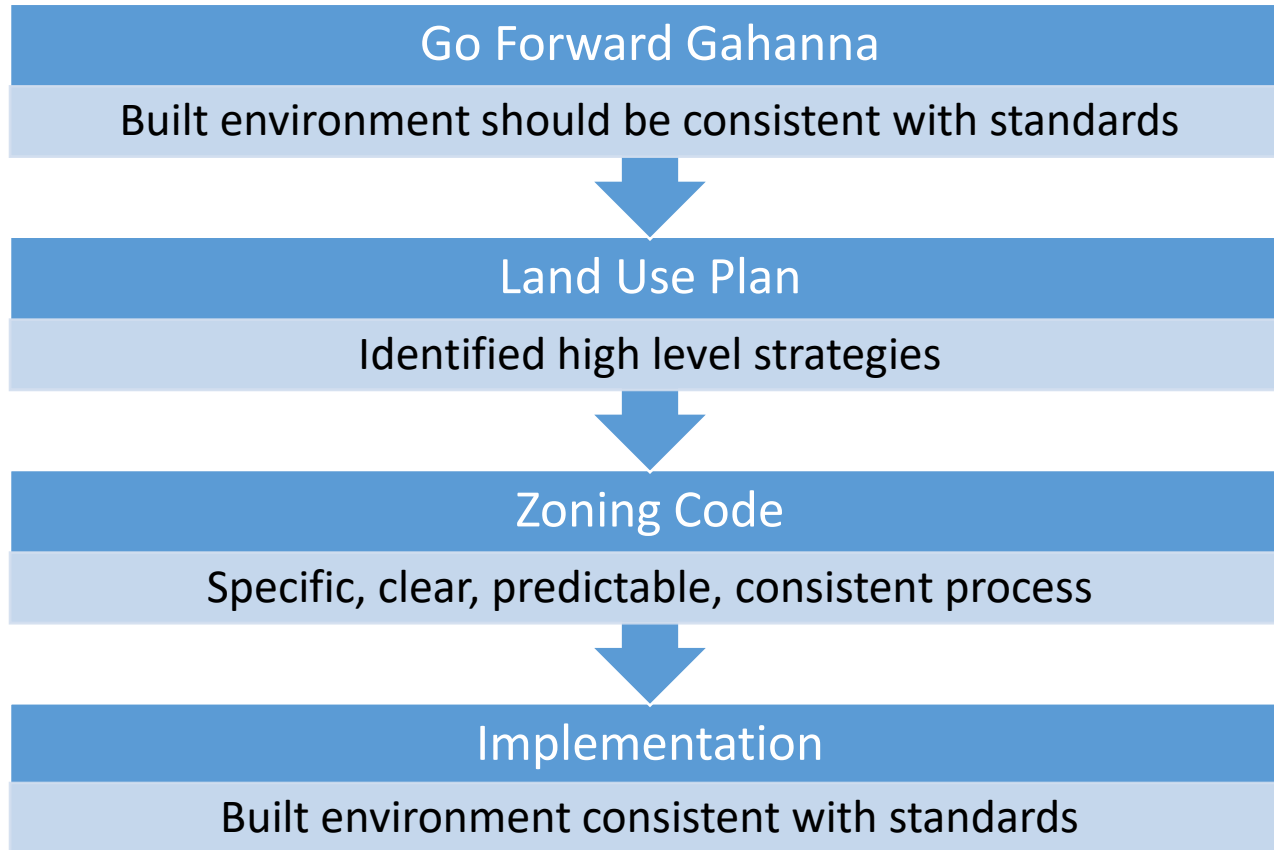 Go Forward Gahanna
Built environment should be consistent with standards
Land Use Plan
Identified high level strategies
Zoning Code
Specific, clear, predictable, consistent process
Implementation
Built environment consistent with standards